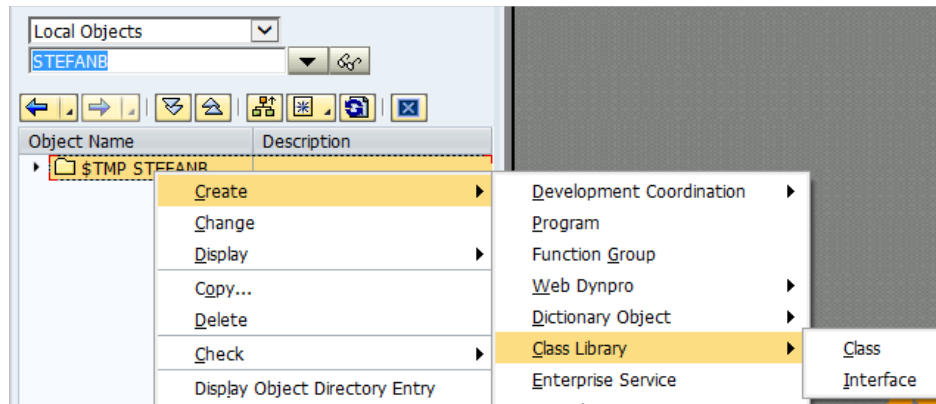 Local Objects
STEFANB
Object Name Description
$TMP STEFANB
Create
Change
Display
Copy...
Delete
Check
Display Object Directory Entry
Development Coordination
Program
Function Group
Web Dynpro
Dictionary Object
Class Library
Enterprise Service
Class
Interface